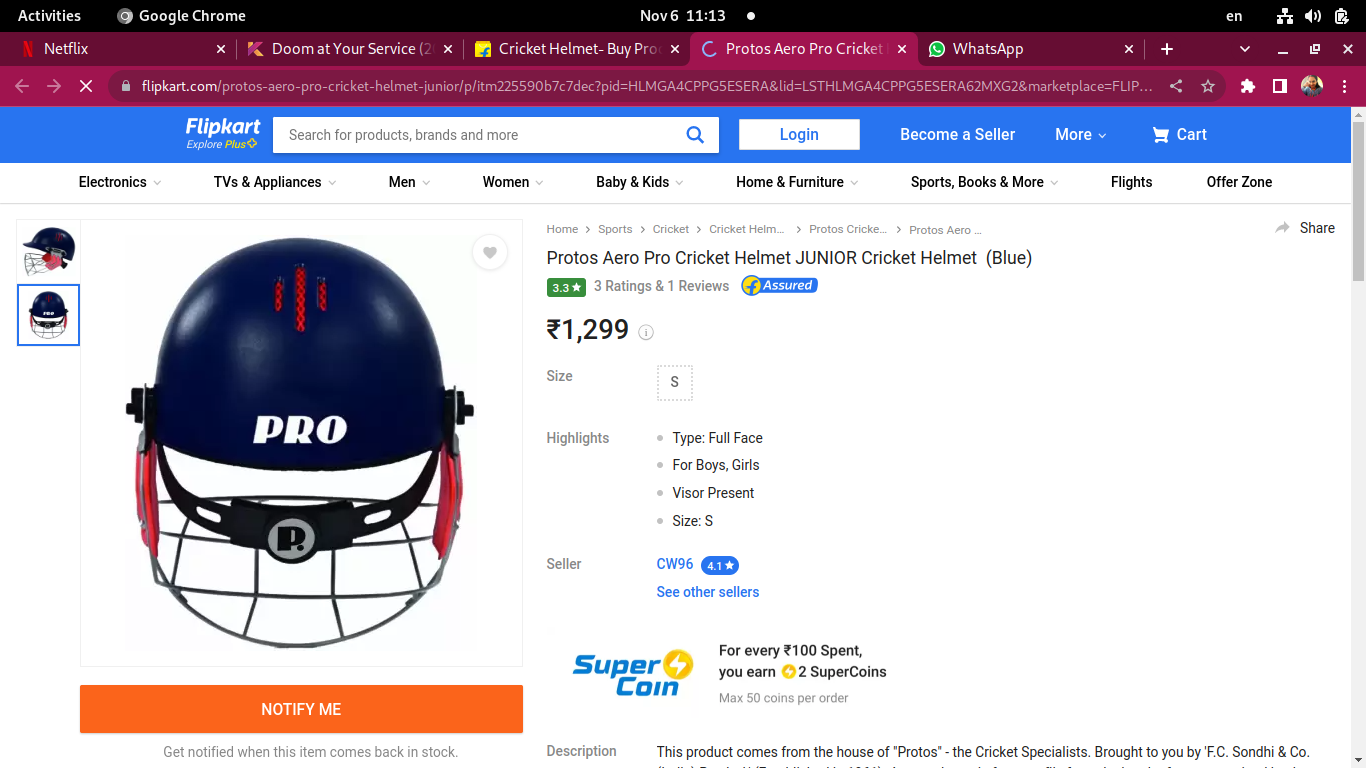 Activities
Google Chrome
Nov 6 11:13
en
Netflix
Doom at Your Service (2
Cricket Helmet- Buy Pro
Protos Aero Pro Cricket
WhatsApp
flipkart.com/protos-aero-pro-cricket-helmet-junior/p/itm225590b7c7dec?pid=HLMGA4CPPG5ESERA&lid=LSTHLMGA4CPPG5ESERA62MXG2&marketplace=FLIP...
Flipkart
Explore Plus
Search for products, brands and more
Login
Become a Seller
More
Cart
Electronics
TVs & Appliances
Men
Women
Baby & Kids
Home & Furniture
Sports, Books & More
Flights
Offer Zone
PRO
PRO
P.
NOTIFY ME
Get notified when this item comes back in stock.
Home > Sports > Cricket > Cricket Helm... > Protos Cricke... > Protos Aero ...
Share
Protos Aero Pro Cricket Helmet JUNIOR Cricket Helmet (Blue)
3.3★ 3 Ratings & 1 Reviews
Assured
₹1,299
Size
S
Highlights
Type: Full Face
For Boys, Girls
Visor Present
Size: S
Seller
CW96 4.1★
See other sellers
Super Coin
For every ₹100 Spent,
you earn 2 SuperCoins
Max 50 coins per order
Description
This product comes from the house of "Protos" - the Cricket Specialists. Brought to you by 'F.C. Sondhi & Co.